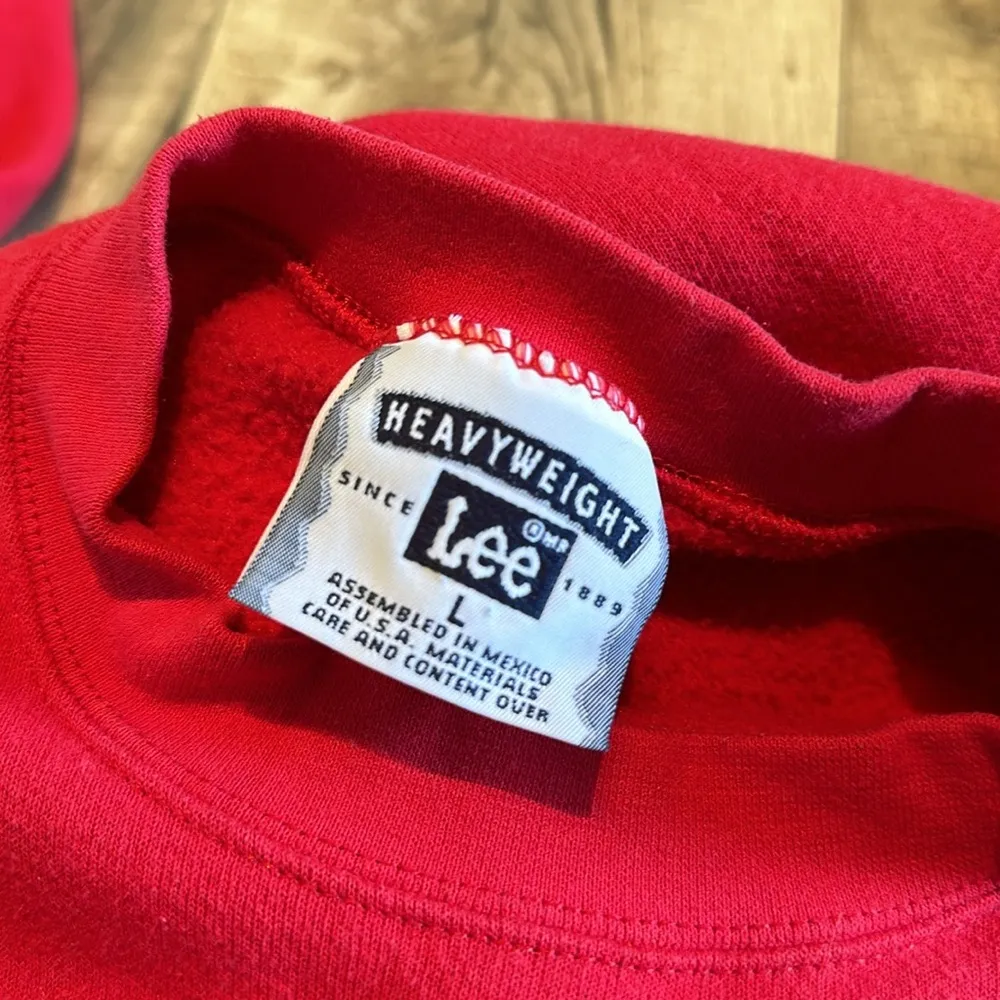 HEAVYWEIGHT
SINCE Lee ®MR 1889
L
ASSEMBLED IN MEXICO
OF U.S.A. MATERIALS
CARE AND CONTENT OVER